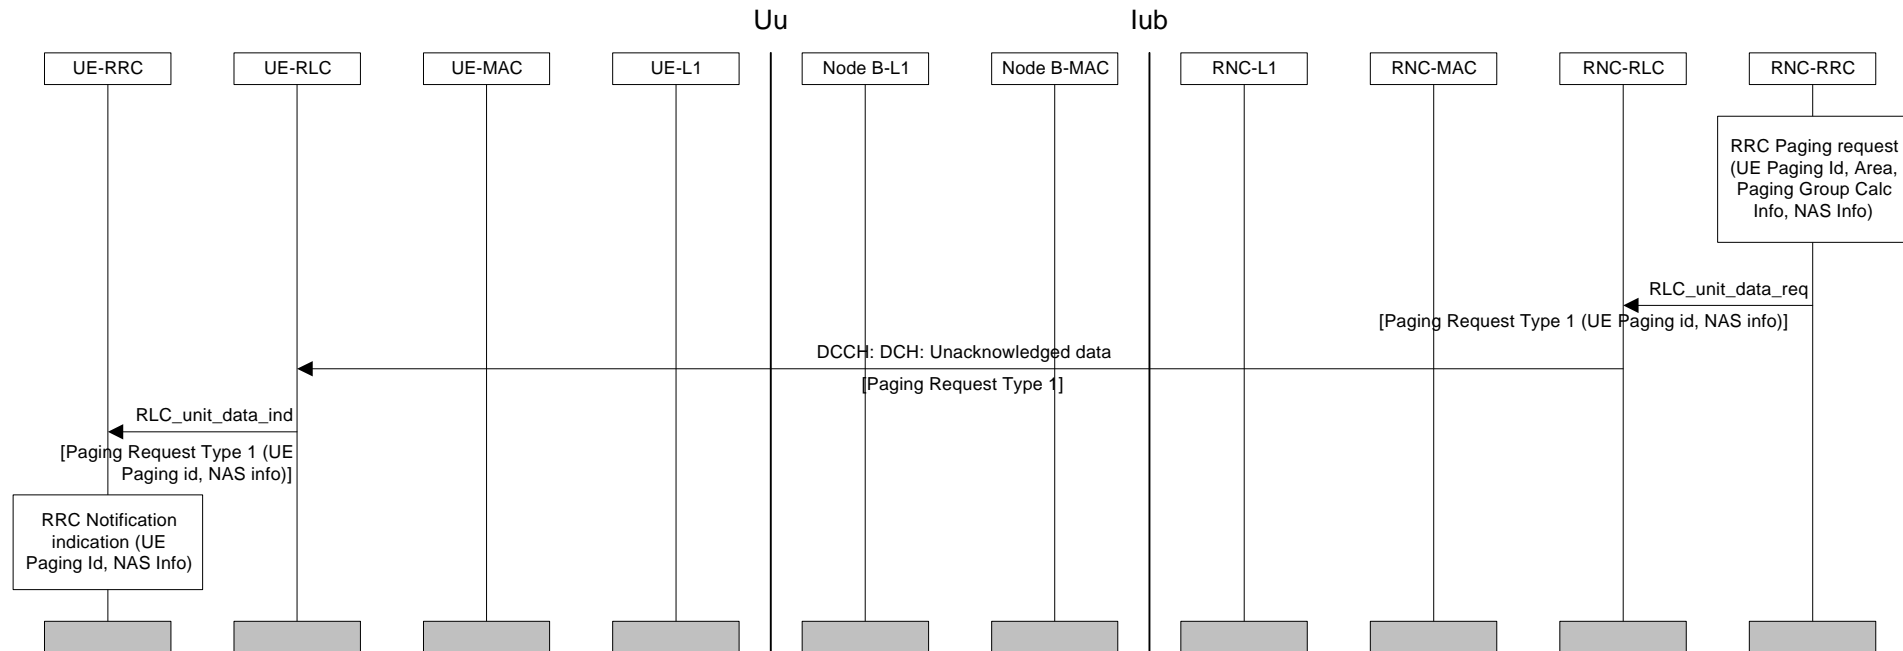 Uu
Iub
UE-RRC
UE-RLC
UE-MAC
UE-L1
Node B-L1
Node B-MAC
RNC-L1
RNC-MAC
RNC-RLC
RNC-RRC
RRC Paging request
(UE Paging Id, Area,
Paging Group Calc
Info, NAS Info)
RLC_unit_data_req
[Paging Request Type 1 (UE Paging id, NAS info)]
DCCH: DCH: Unacknowledged data
[Paging Request Type 1]
RLC_unit_data_ind
[Paging Request Type 1 (UE
Paging id, NAS info)]
RRC Notification
indication (UE
Paging Id, NAS Info)